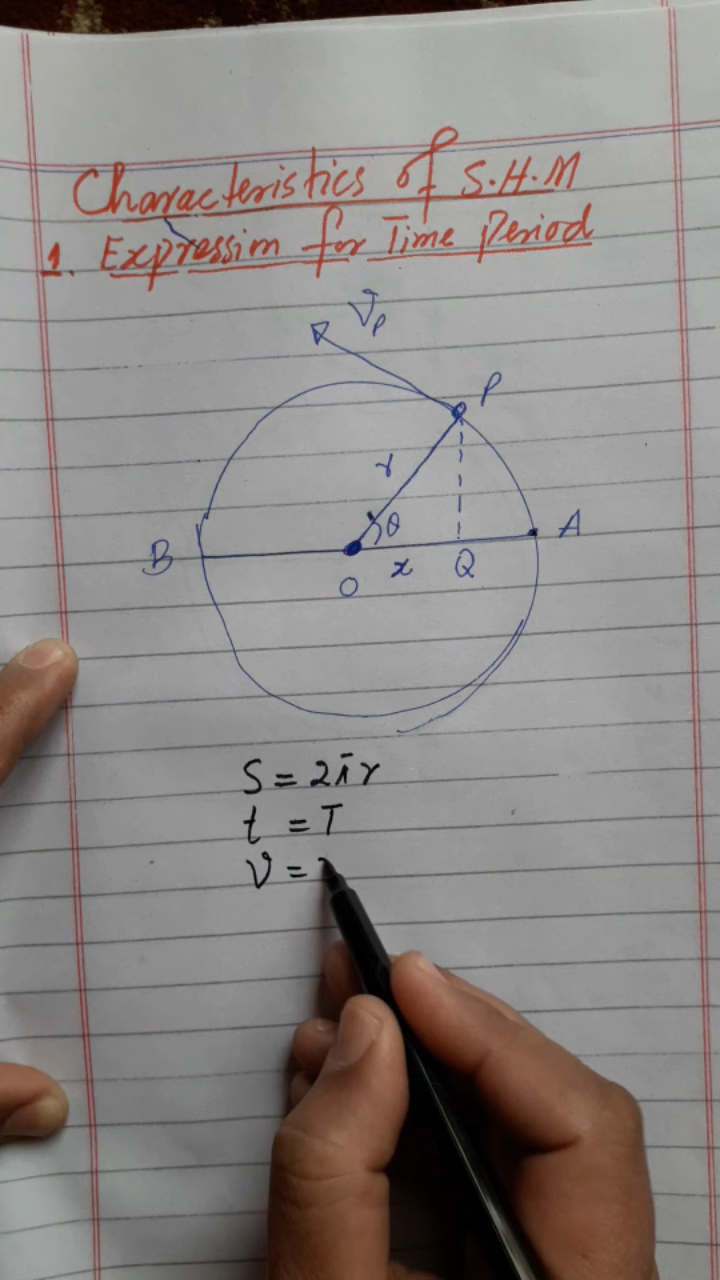 Characteristics of S.H.M
1. Expression for Time Period
Vp
P
r
θ
B
A
O
x
Q
S = 2πr
t = T
V =